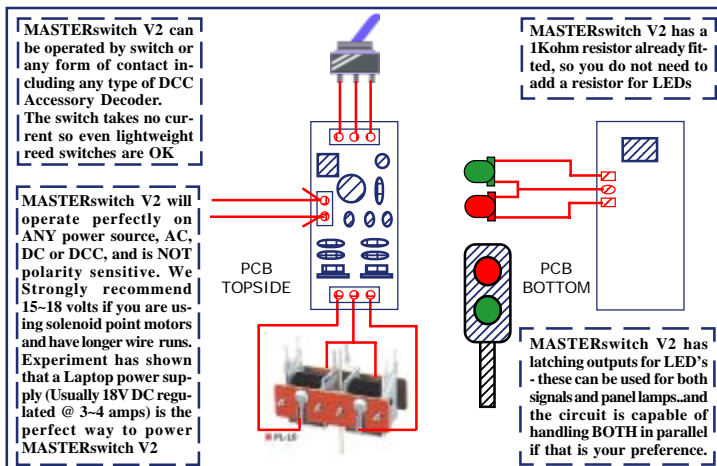 MASTERswitch V2 can
be operated by switch or
any form of contact in-
cluding any type of DCC
Accessory Decoder.
The switch takes no cur-
rent so even lightweight
reed switches are OK
MASTERswitch V2 has a
1Kohm resistor already fit-
ted, so you do not need to
add a resistor for LEDs
MASTERswitch V2 will
operate perfectly on
ANY power source, AC,
DC or DCC, and is NOT
polarity sensitive. We
Strongly recommend
15~18 volts if you are us-
ing solenoid point motors
and have longer wire runs.
Experiment has shown
that a Laptop power sup-
ply (Usually 18V DC regu-
lated @ 3~4 amps) is the
perfect way to power
MASTERswitch V2
PCB
TOPSIDE
PCB
BOTTOM
MASTERswitch V2 has
latching outputs for LED's
- these can be used for both
signals and panel lamps..and
the circuit is capable of
handling BOTH in parallel
if that is your preference.
PL-10